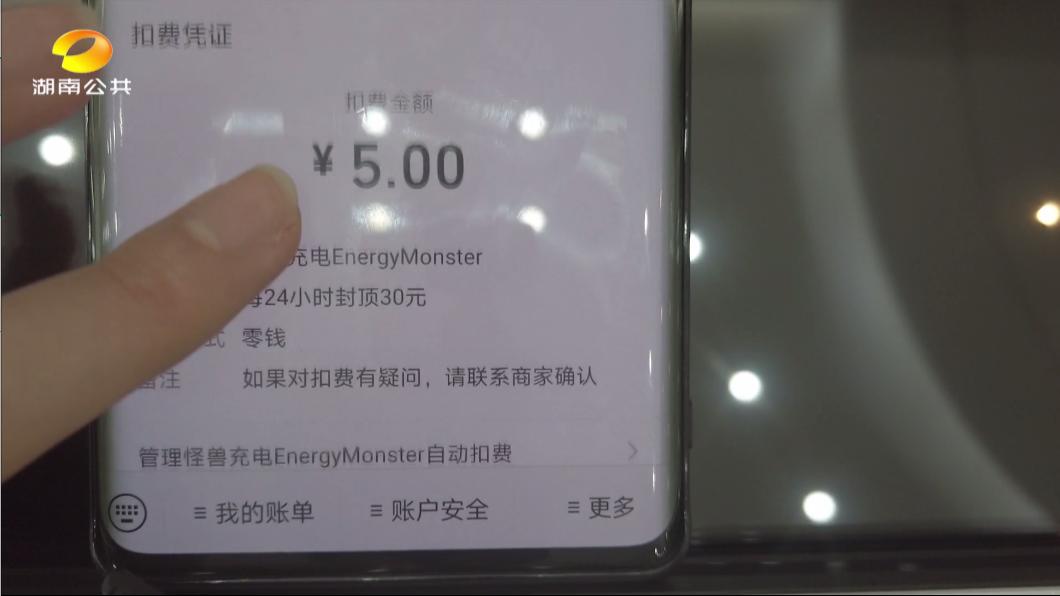 湖南公共
扣费凭证
扣费金额
¥ 5.00
充电EnergyMonster
每24小时封顶30元
式 零钱
备注 如果对扣费有疑问，请联系商家确认
管理怪兽充电EnergyMonster自动扣费
≡ 我的账单 ≡ 账户安全 ≡ 更多